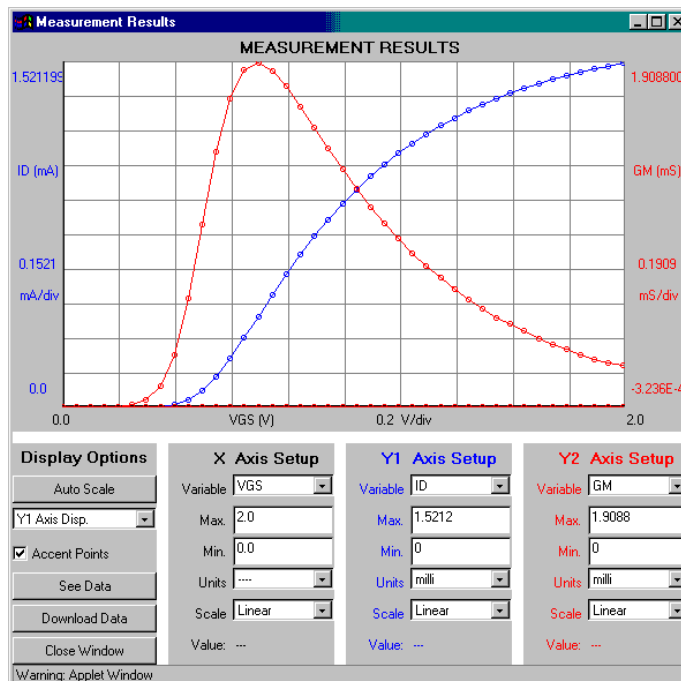 Measurement Results
MEASUREMENT RESULTS
1.521195
1.908800
ID (mA)
GM (mS)
0.1521
mA/div
0.1909
mS/div
0.0
-3.236E-4
0.0
VGS (V)
0.2 V/div
2.0
Display Options
Auto Scale
Y1 Axis Disp.
Accent Points
See Data
Download Data
Close Window
X Axis Setup
Variable VGS
Max. 2.0
Min. 0.0
Units ----
Scale Linear
Value: ---
Y1 Axis Setup
Variable ID
Max. 1.5212
Min. 0
Units milli
Scale Linear
Value: ---
Y2 Axis Setup
Variable GM
Max. 1.9088
Min. 0
Units milli
Scale Linear
Value: ---
Warning: Applet Window